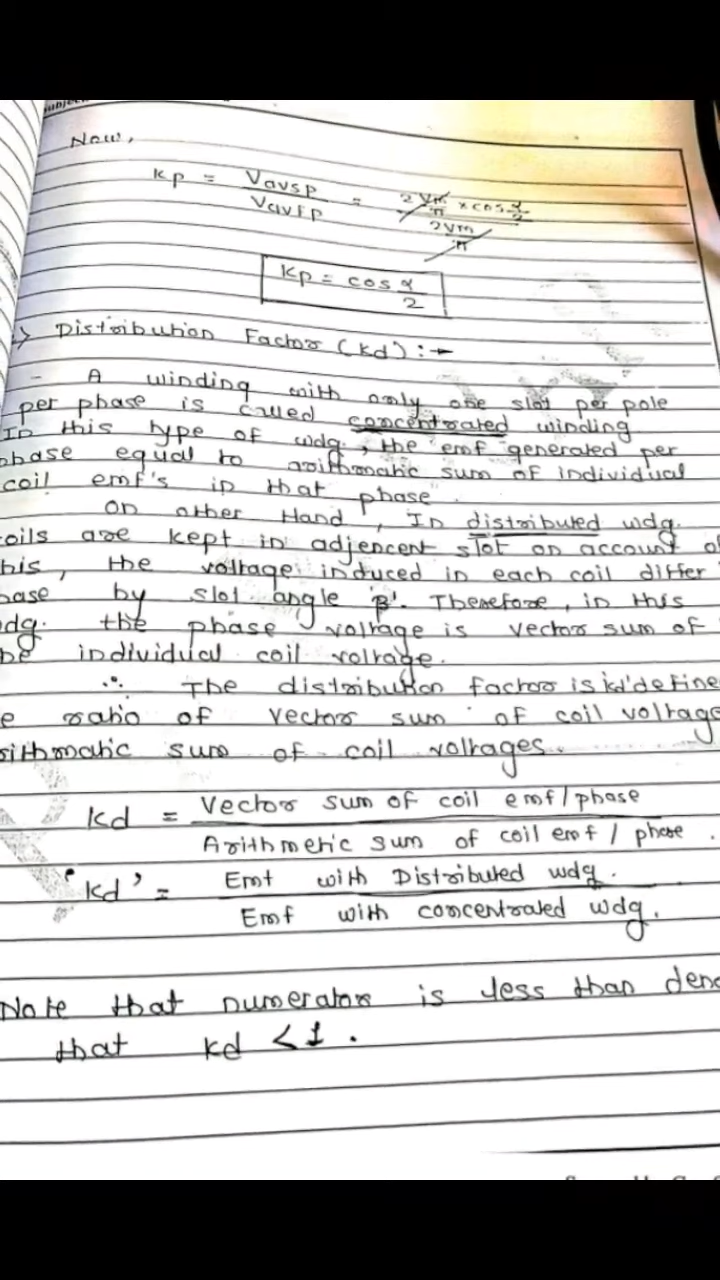 Now,
Kp = Vavsp / Vavfp = 2Vm/π × cos α/2 / 2Vm/π
Kp = cos α/2
> Distribution Factor (Kd) :-
- A winding with only one slot per pole
per phase is called concentrated winding
In this type of wdg, the emf generated per
phase equal to arithmatic sum of individual
coil emf's in that phase.
On other Hand, In distributed wdg.
coils are kept in adjencent slot on account of
this, the voltage induced in each coil differ
hase by slot angle 'β'. Therefore, in this
dg. the phase voltage is vector sum of
he individual coil voltage.
∴ The distribution factor is 'kd' define
e ratio of vector sum of coil voltage
rithmatic sum of coil voltages.
Kd = Vector sum of coil emf/phase
Arithmetic sum of coil emf / phase.
'Kd' = Emf with Distributed wdg.
Emf with concentrated wdg.
Note that numerator is less than deno
that kd <1.